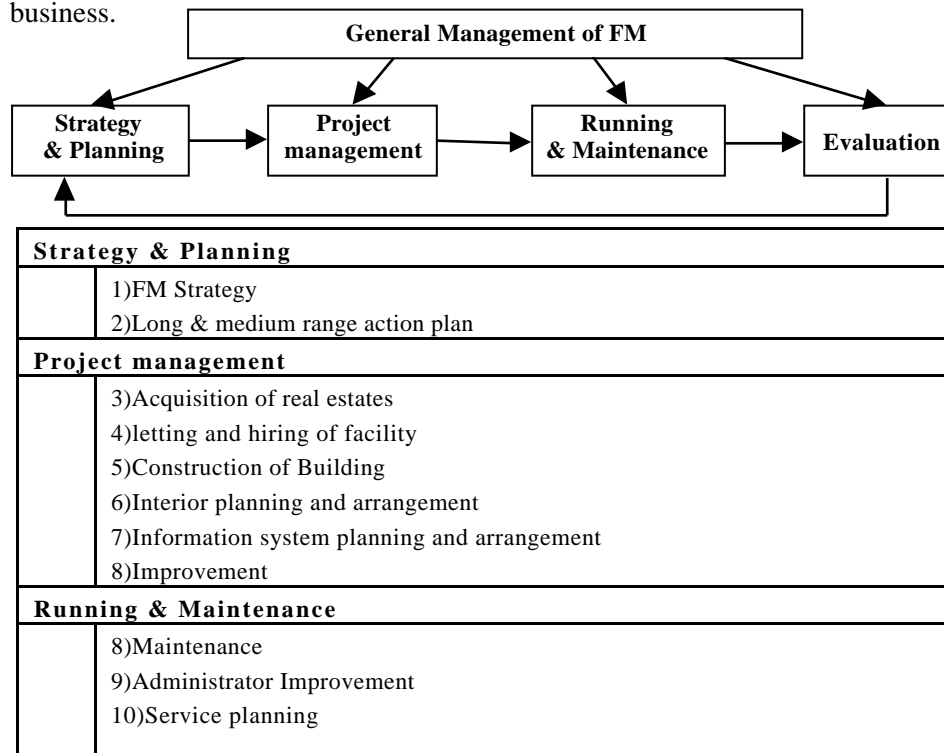 business.
General Management of FM
Strategy
& Planning
Project
management
Running
& Maintenance
Evaluation
Strategy & Planning
1)FM Strategy
2)Long & medium range action plan
Project management
3)Acquisition of real estates
4)letting and hiring of facility
5)Construction of Building
6)Interior planning and arrangement
7)Information system planning and arrangement
8)Improvement
Running & Maintenance
8)Maintenance
9)Administrator Improvement
10)Service planning